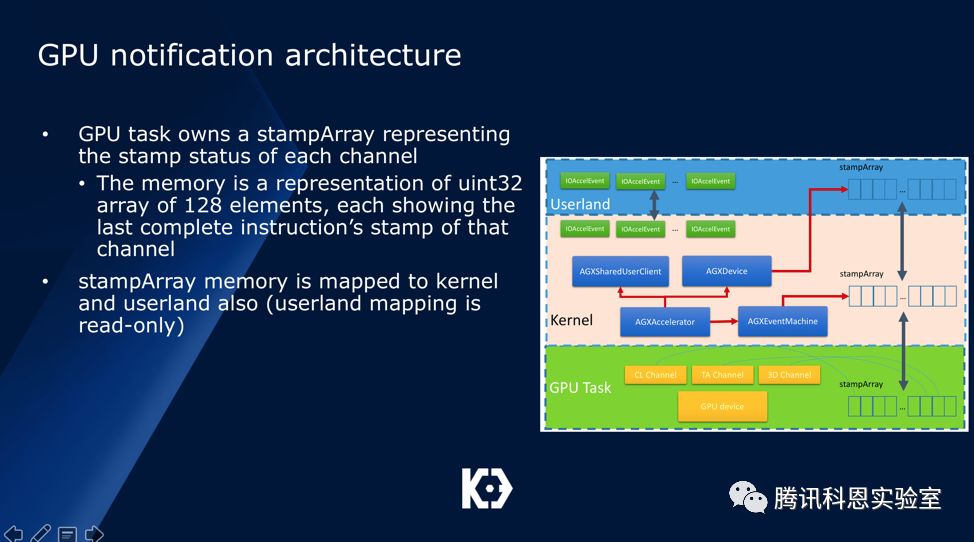 GPU notification architecture
• GPU task owns a stampArray representing
the stamp status of each channel
• The memory is a representation of uint32
array of 128 elements, each showing the
last complete instruction’s stamp of that
channel
• stampArray memory is mapped to kernel
and userland also (userland mapping is
read-only)
stampArray
IOAccelEvent IOAccelEvent ... IOAccelEvent
...
Userland
IOAccelEvent IOAccelEvent ... IOAccelEvent
AGXSharedUserClient AGXDevice
stampArray
...
Kernel
AGXAccelerator AGXEventMachine
CL Channel TA Channel 3D Channel
GPU Task
stampArray
GPU device
...
腾讯科恩实验室